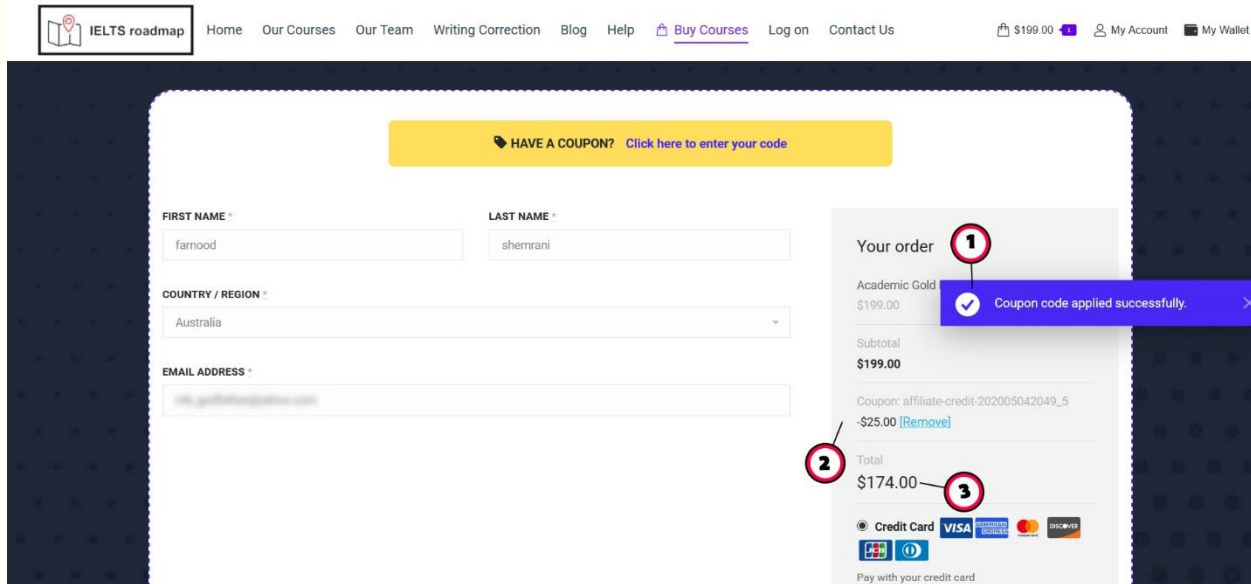 IELTS roadmap Home Our Courses Our Team Writing Correction Blog Help Buy Courses Log on Contact Us $199.00 1 My Account My Wallet
HAVE A COUPON? Click here to enter your code
FIRST NAME * LAST NAME *
farnood shemrani
COUNTRY / REGION *
Australia
EMAIL ADDRESS *
Your order 1
Academic Gold
$199.00
Coupon code applied successfully.
Subtotal
$199.00
Coupon: affiliate-credit-202005042049_5
-$25.00 [Remove]
2
Total
$174.00 3
Credit Card VISA AMERICAN EXPRESS DISCOVER
JCB
Pay with your credit card